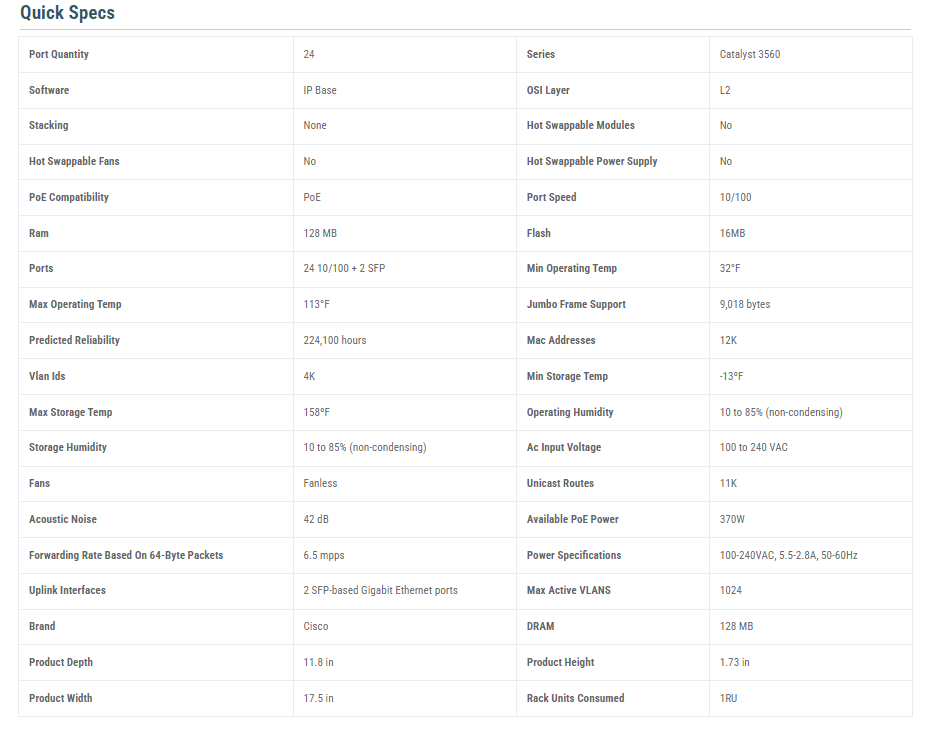 Quick Specs
Port Quantity 24 Series Catalyst 3560
Software IP Base OSI Layer L2
Stacking None Hot Swappable Modules No
Hot Swappable Fans No Hot Swappable Power Supply No
PoE Compatibility PoE Port Speed 10/100
Ram 128 MB Flash 16MB
Ports 24 10/100 + 2 SFP Min Operating Temp 32°F
Max Operating Temp 113°F Jumbo Frame Support 9,018 bytes
Predicted Reliability 224,100 hours Mac Addresses 12K
Vlan Ids 4K Min Storage Temp -13ºF
Max Storage Temp 158ºF Operating Humidity 10 to 85% (non-condensing)
Storage Humidity 10 to 85% (non-condensing) Ac Input Voltage 100 to 240 VAC
Fans Fanless Unicast Routes 11K
Acoustic Noise 42 dB Available PoE Power 370W
Forwarding Rate Based On 64-Byte Packets 6.5 mpps Power Specifications 100-240VAC, 5.5-2.8A, 50-60Hz
Uplink Interfaces 2 SFP-based Gigabit Ethernet ports Max Active VLANS 1024
Brand Cisco DRAM 128 MB
Product Depth 11.8 in Product Height 1.73 in
Product Width 17.5 in Rack Units Consumed 1RU